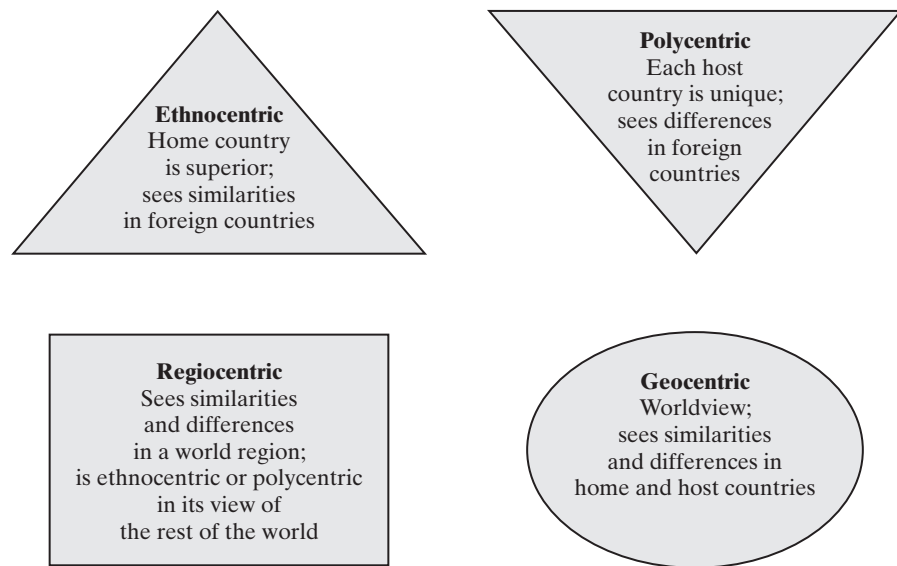 Ethnocentric
Home country
is superior;
sees similarities
in foreign countries
Polycentric
Each host
country is unique;
sees differences
in foreign
countries
Regiocentric
Sees similarities
and differences
in a world region;
is ethnocentric or polycentric
in its view of
the rest of the world
Geocentric
Worldview;
sees similarities
and differences in
home and host countries